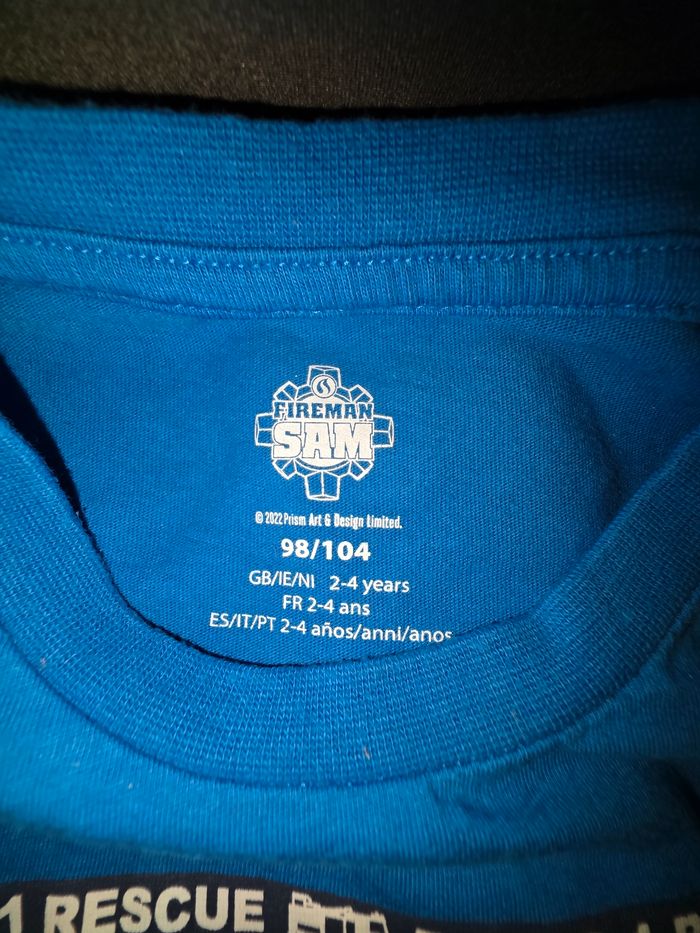 FIREMAN
SAM
© 2022 Prism Art & Design Limited.
98/104
GB/IE/NI 2-4 years
FR 2-4 ans
ES/IT/PT 2-4 años/anni/anos
1 RESCUE